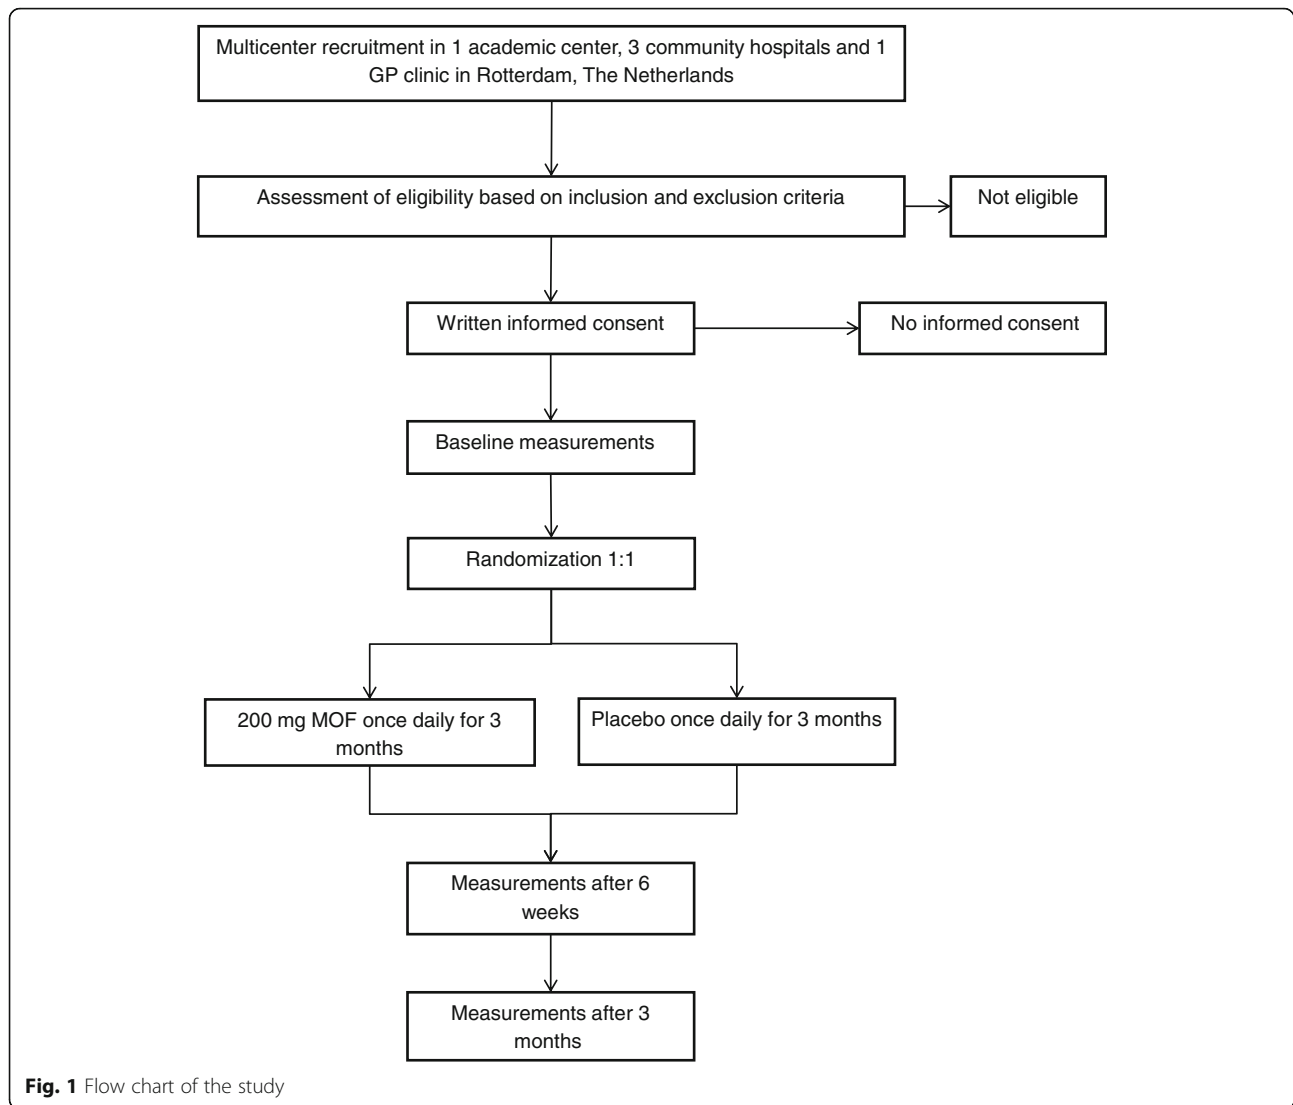 Multicenter recruitment in 1 academic center, 3 community hospitals and 1
GP clinic in Rotterdam, The Netherlands
Assessment of eligibility based on inclusion and exclusion criteria
Not eligible
Written informed consent
No informed consent
Baseline measurements
Randomization 1:1
200 mg MOF once daily for 3
months
Placebo once daily for 3 months
Measurements after 6
weeks
Measurements after 3
months
Fig. 1 Flow chart of the study